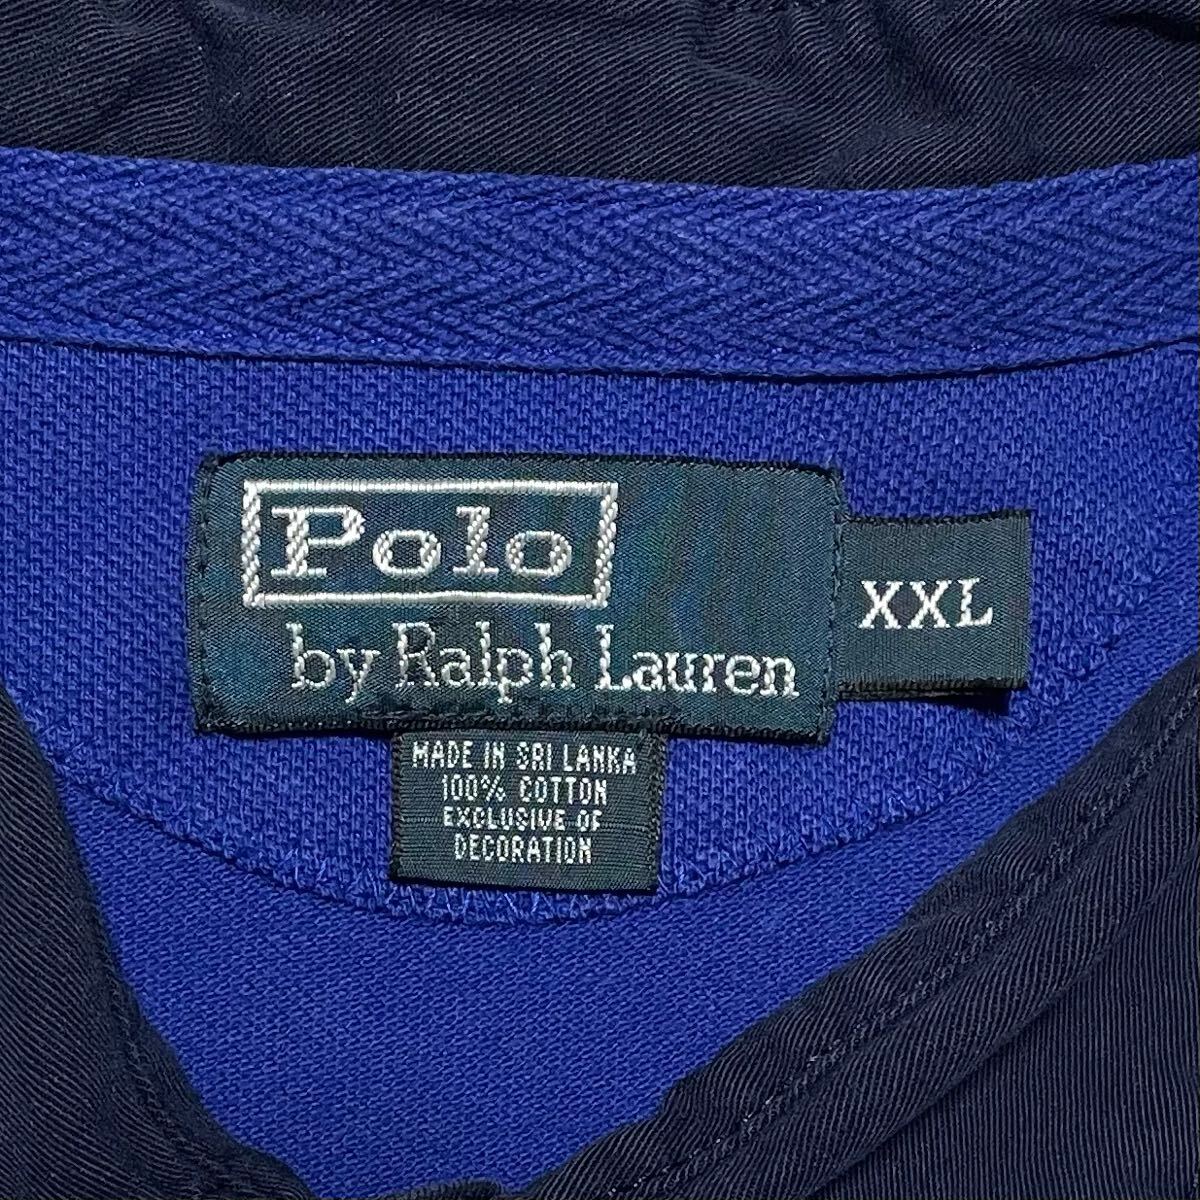 Polo
by Ralph Lauren
XXL
MADE IN SRI LANKA
100% COTTON
EXCLUSIVE OF
DECORATION